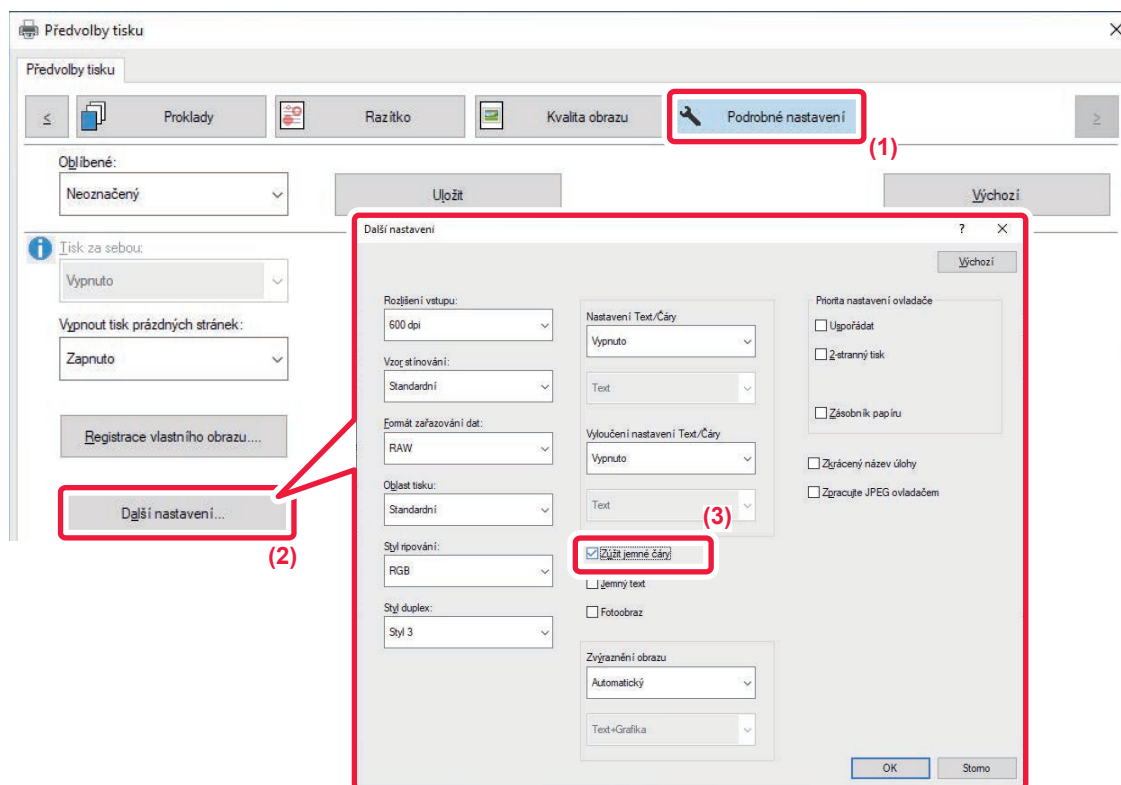 Předvolby tisku
Předvolby tisku
<
Proklady
Razítko
Kvalita obrazu
Podrobné nastavení
>
(1)
Oblíbené:
Neoznačený
Uložit
Výchozí
Tisk za sebou:
Vypnuto
Vypnout tisk prázdných stránek:
Zapnuto
Registrace vlastního obrazu....
Další nastavení...
(2)
Další nastavení
?
Výchozí
Rozlišení vstupu:
600 dpi
Vzor stínování:
Standardní
Formát zařazování dat:
RAW
Oblast tisku:
Standardní
Styl ripování:
RGB
Styl duplex:
Styl 3
Nastavení Text/Čáry
Vypnuto
Text
Vyloučení nastavení Text/Čáry
Vypnuto
Text
(3)
Zúžit jemné čáry
Jemný text
Fotoobraz
Zvýraznění obrazu
Automatický
Text+Grafika
Priorita nastavení ovladače
Uspořádat
2-stranný tisk
Zásobník papíru
Zkrácený název úlohy
Zpracujte JPEG ovladačem
OK
Storno